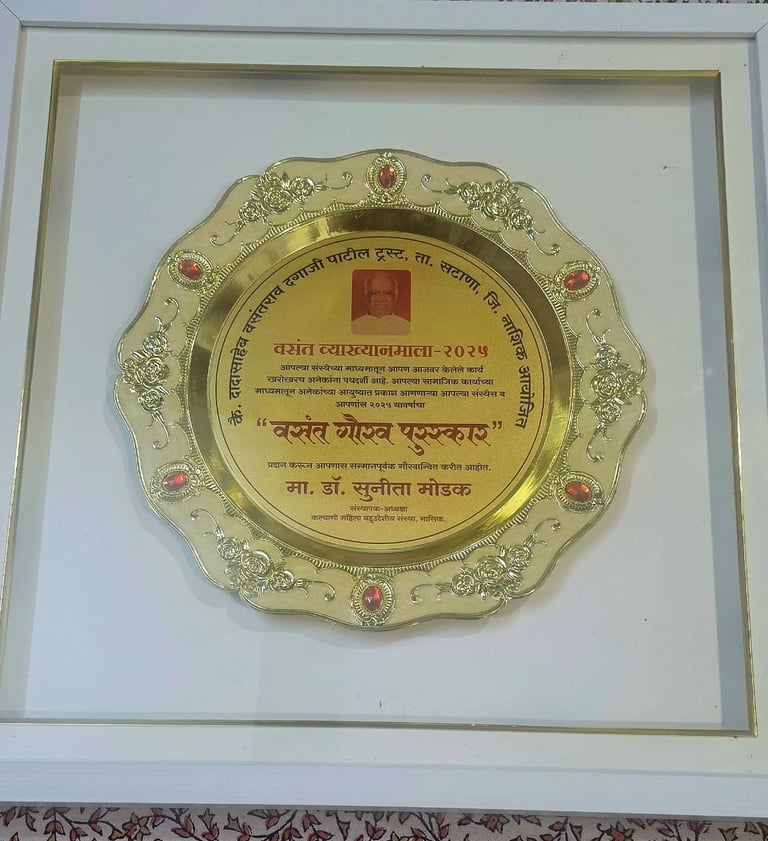 कै. दादासाहेब वसंतराव दगाजी पाटील ट्रस्ट, ता. सटाणा, जि. नाशिक आयोजित
वसंत व्याख्यानमाला-२०२५
आपल्या संस्थेच्या माध्यमातून आपण आजवर केलेले कार्य
खरोखरच अनेकांना पथदर्शी आहे. आपल्या सामाजिक कार्याच्या
माध्यमातून अनेकांच्या आयुष्यात प्रकाश आणणाऱ्या आपल्या संस्थेस व
आपणांस २०२५ यावर्षाचा
“वसंत गौरव पुरस्कार”
प्रदान करून आपणास सन्मानपूर्वक गौरवान्वित करीत आहोत.
मा. डॉ. सुनीता मोडक
संस्थापक-अध्यक्षा
कल्याणी महिला बहुउद्देशीय संस्था, नासिक.